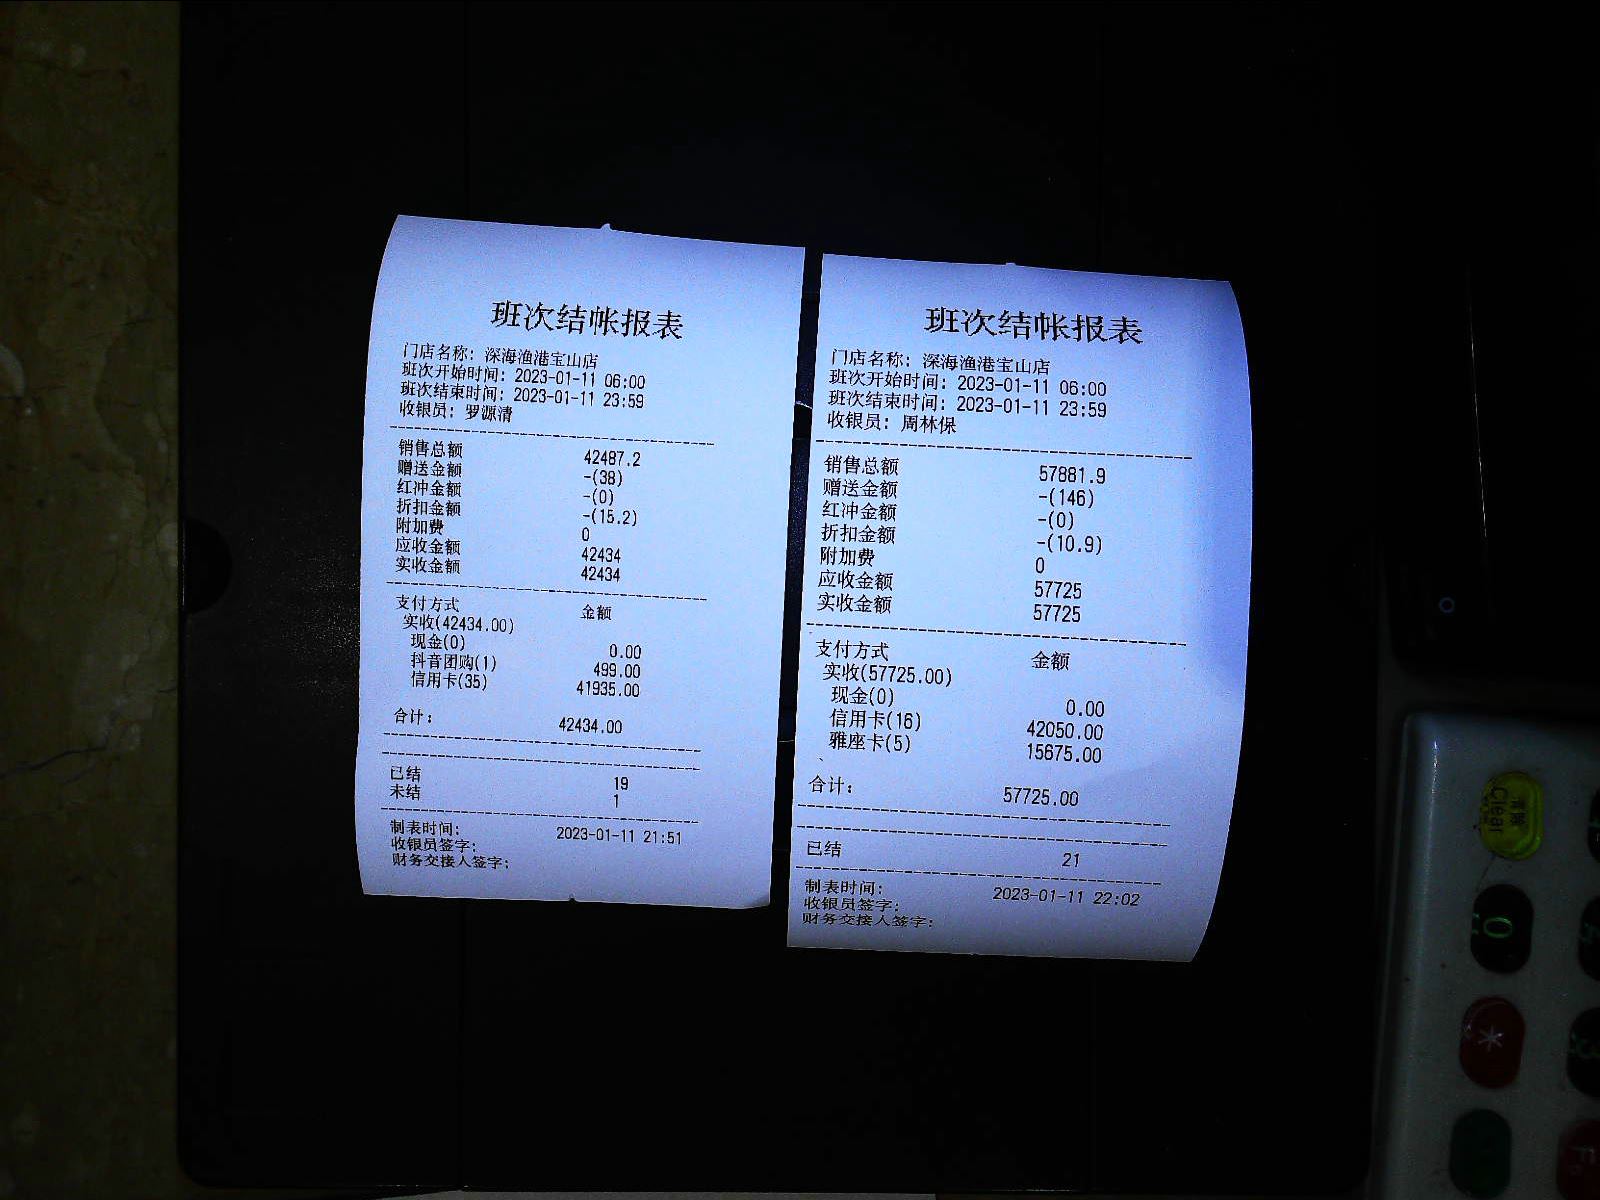 班次结帐报表
门店名称: 深海渔港宝山店
班次开始时间: 2023-01-11 06:00
班次结束时间: 2023-01-11 23:59
收银员: 罗源清
销售总额 42487.2
赠送金额 -(38)
红冲金额 -(0)
折扣金额 -(15.2)
附加费 0
应收金额 42434
实收金额 42434
支付方式 金额
实收(42434.00)
现金(0) 0.00
抖音团购(1) 499.00
信用卡(35) 41935.00
合计: 42434.00
已结 19
未结 1
制表时间: 2023-01-11 21:51
收银员签字:
财务交接人签字:
班次结帐报表
门店名称: 深海渔港宝山店
班次开始时间: 2023-01-11 06:00
班次结束时间: 2023-01-11 23:59
收银员: 周林保
销售总额 57881.9
赠送金额 -(146)
红冲金额 -(0)
折扣金额 -(10.9)
附加费 0
应收金额 57725
实收金额 57725
支付方式 金额
实收(57725.00)
现金(0) 0.00
信用卡(16) 42050.00
雅座卡(5) 15675.00
合计: 57725.00
已结 21
制表时间: 2023-01-11 22:02
收银员签字:
财务交接人签字:
Clear
0
*